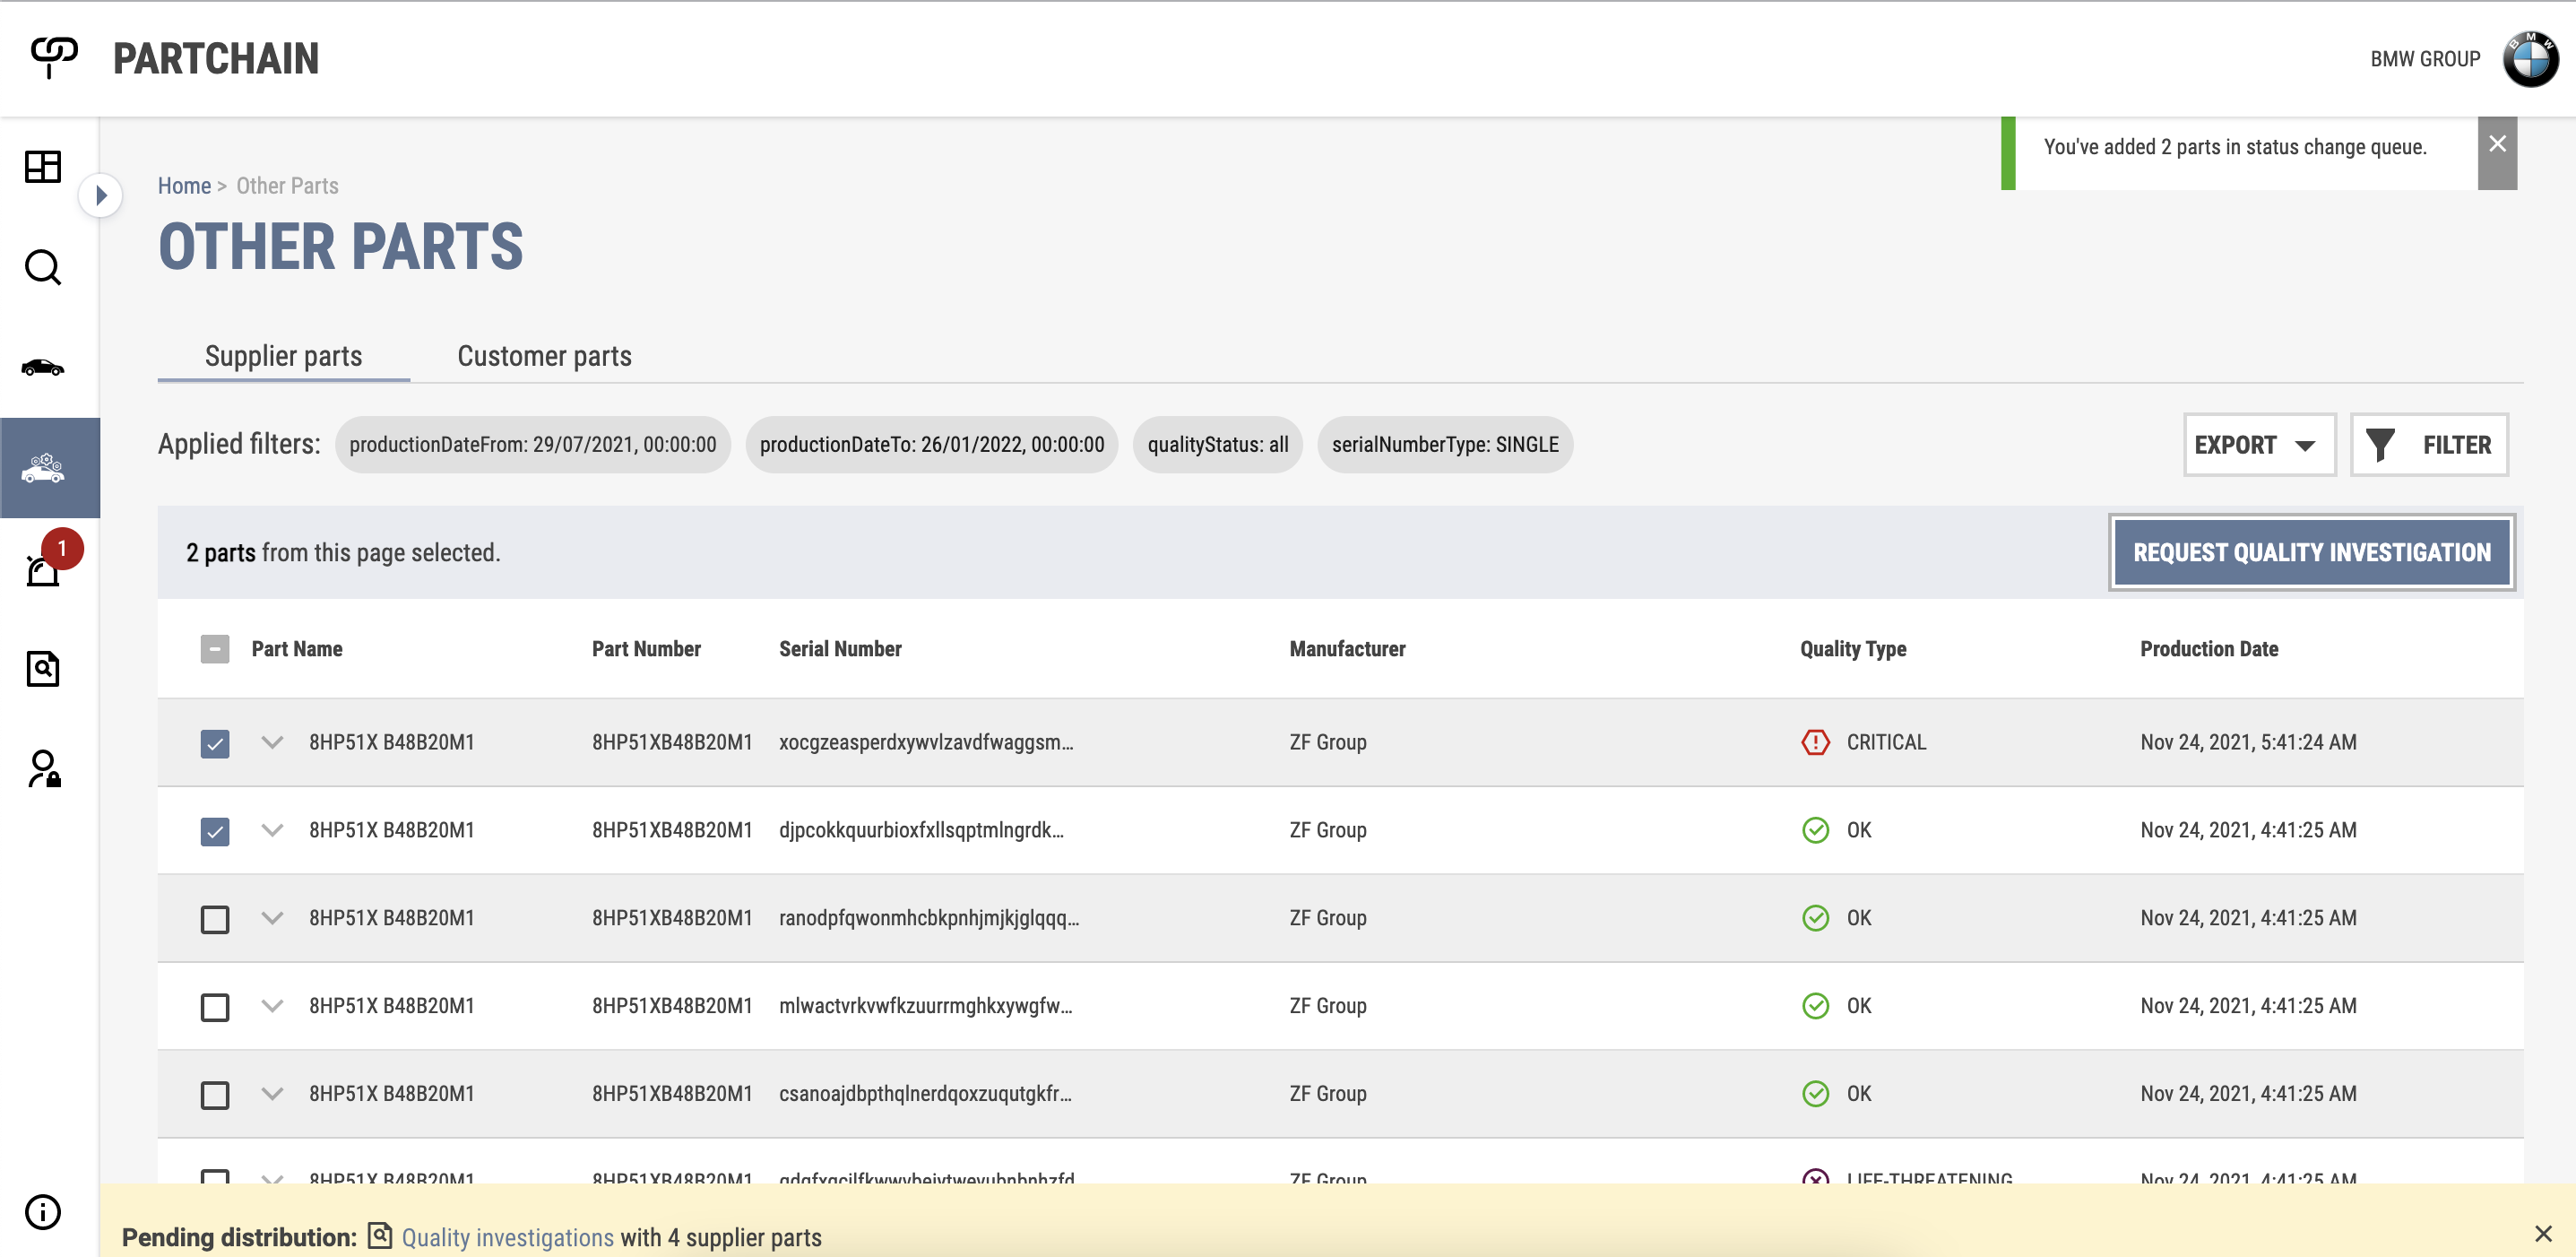 PARTCHAIN
BMW GROUP
BMW
You've added 2 parts in status change queue.
Home > Other Parts
OTHER PARTS
Supplier parts Customer parts
Applied filters: productionDateFrom: 29/07/2021, 00:00:00 productionDateTo: 26/01/2022, 00:00:00 qualityStatus: all serialNumberType: SINGLE EXPORT FILTER
1
2 parts from this page selected. REQUEST QUALITY INVESTIGATION
Part Name Part Number Serial Number Manufacturer Quality Type Production Date
8HP51X B48B20M1 8HP51XB48B20M1 xocgzeasperdxywvlzavdfwaggsm... ZF Group CRITICAL Nov 24, 2021, 5:41:24 AM
8HP51X B48B20M1 8HP51XB48B20M1 djpcokkquurbioxfxllsqptmlngrdk... ZF Group OK Nov 24, 2021, 4:41:25 AM
8HP51X B48B20M1 8HP51XB48B20M1 ranodpfqwonmhcbkpnhjmjkjglqqq... ZF Group OK Nov 24, 2021, 4:41:25 AM
8HP51X B48B20M1 8HP51XB48B20M1 mlwactvrkvwfkzuurrmghkxywgfw... ZF Group OK Nov 24, 2021, 4:41:25 AM
8HP51X B48B20M1 8HP51XB48B20M1 csanoajdbpthqlnerdqoxzuqutgkfr... ZF Group OK Nov 24, 2021, 4:41:25 AM
8HP51X B48B20M1 8HP51XB48B20M1 ZF Group LIFE-THREATENING Nov 24, 2021, 4:41:25 AM
Pending distribution: Quality investigations with 4 supplier parts